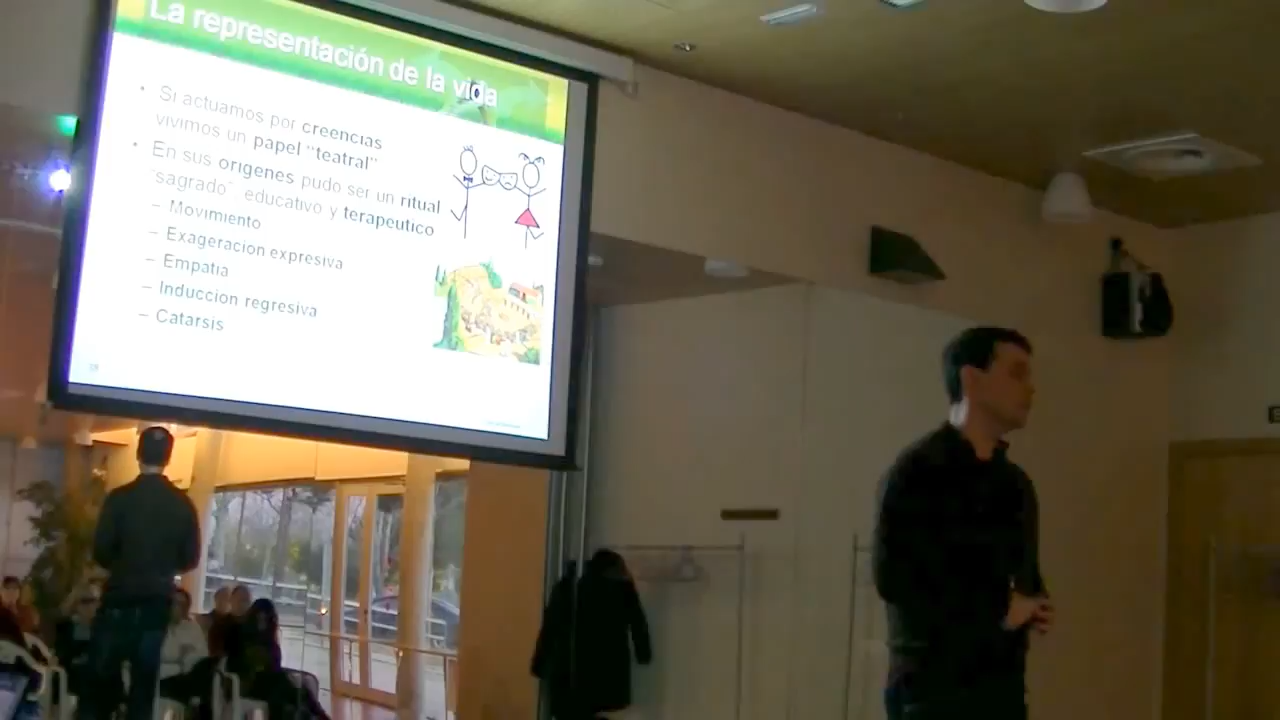 La representación de la vida
• Si actuamos por creencias
vivimos un papel "teatral"
• En sus orígenes pudo ser un ritual
"sagrado", educativo y terapeutico
– Movimiento
– Exageracion expresiva
– Empatia
– Induccion regresiva
– Catarsis